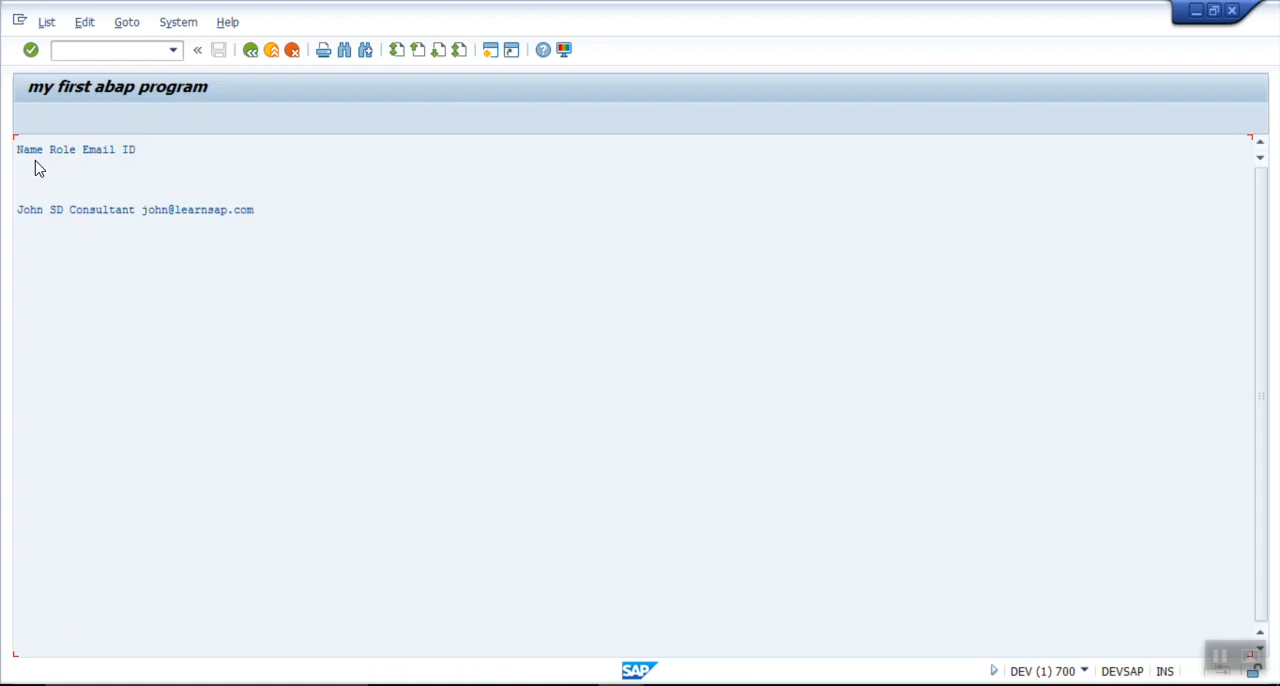 List Edit Goto System Help
my first abap program
Name Role Email ID
John SD Consultant john@learnsap.com
SAP DEV (1) 700 DEVSAP INS